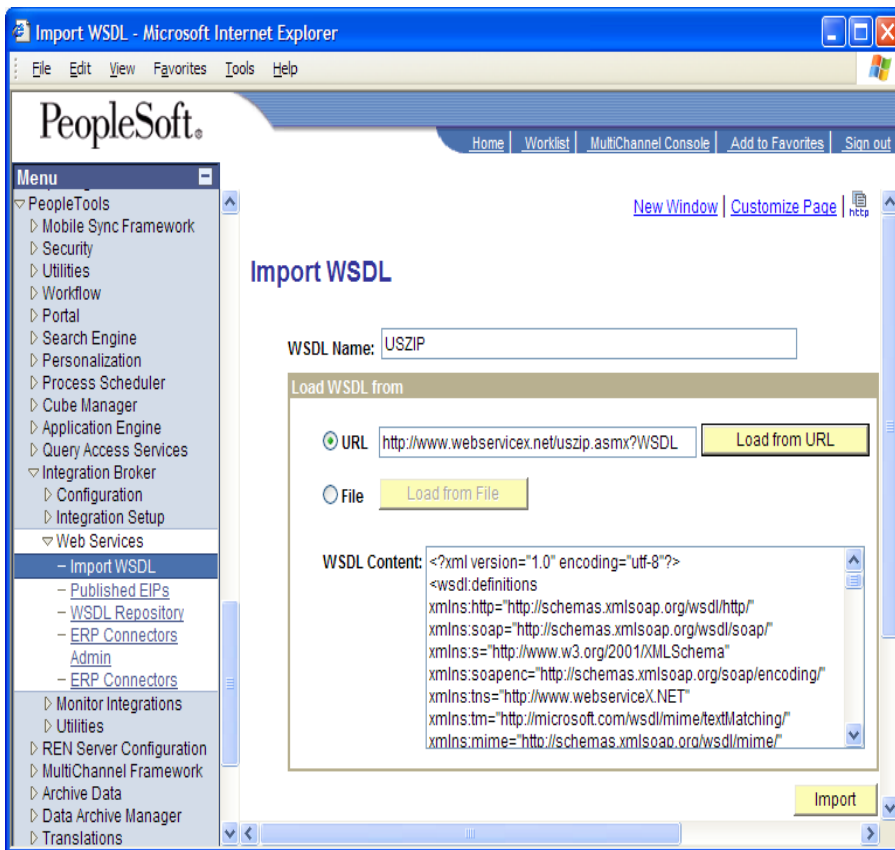 Import WSDL - Microsoft Internet Explorer
File Edit View Favorites Tools Help
PeopleSoft®
Home Worklist MultiChannel Console Add to Favorites Sign out
Menu
PeopleTools
Mobile Sync Framework
Security
Utilities
Workflow
Portal
Search Engine
Personalization
Process Scheduler
Cube Manager
Application Engine
Query Access Services
Integration Broker
Configuration
Integration Setup
Web Services
Import WSDL
Published EIPs
WSDL Repository
ERP Connectors
Admin
ERP Connectors
Monitor Integrations
Utilities
REN Server Configuration
MultiChannel Framework
Archive Data
Data Archive Manager
Translations
New Window | Customize Page | http
Import WSDL
WSDL Name: USZIP
Load WSDL from
URL http://www.webservicex.net/uszip.asmx?WSDL Load from URL
File Load from File
WSDL Content: <?xml version="1.0" encoding="utf-8"?>
<wsdl:definitions
xmlns:http="http://schemas.xmlsoap.org/wsdl/http/"
xmlns:soap="http://schemas.xmlsoap.org/wsdl/soap/"
xmlns:s="http://www.w3.org/2001/XMLSchema"
xmlns:soapenc="http://schemas.xmlsoap.org/soap/encoding/"
xmlns:tns="http://www.webserviceX.NET"
xmlns:tm="http://microsoft.com/wsdl/mime/textMatching/"
xmlns:mime="http://schemas.xmlsoap.org/wsdl/mime/"
Import